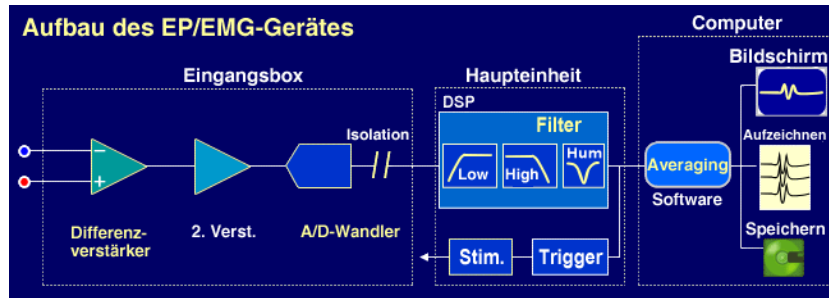 Aufbau des EP/EMG-Gerätes
Computer
Eingangsbox
Haupteinheit
Bildschirm
DSP
Filter
Isolation
Aufzeichnen
−
+
Low
High
Hum
Averaging
Software
Differenz-
verstärker
2. Verst.
A/D-Wandler
Speichern
Stim.
Trigger